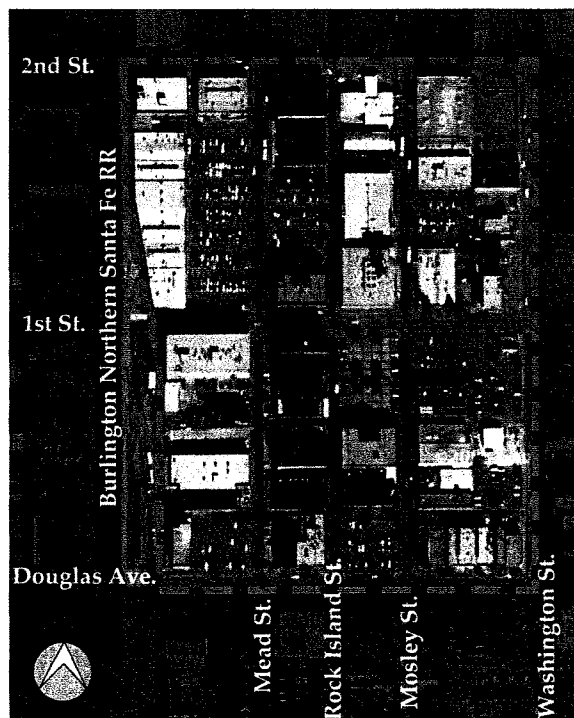 2nd St.
Burlington Northern Santa Fe RR
1st St.
Douglas Ave.
Mead St.
Rock Island St.
Mosley St.
Washington St.